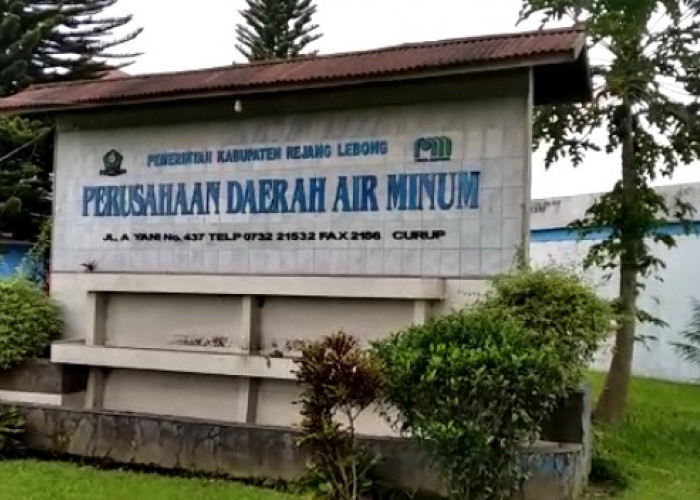 PEMERINTAH KABUPATEN REJANG LEBONG
PERUSAHAAN DAERAH AIR MINUM
JL. A YANI No. 437 TELP 0732 21532 FAX 2156 CURUP